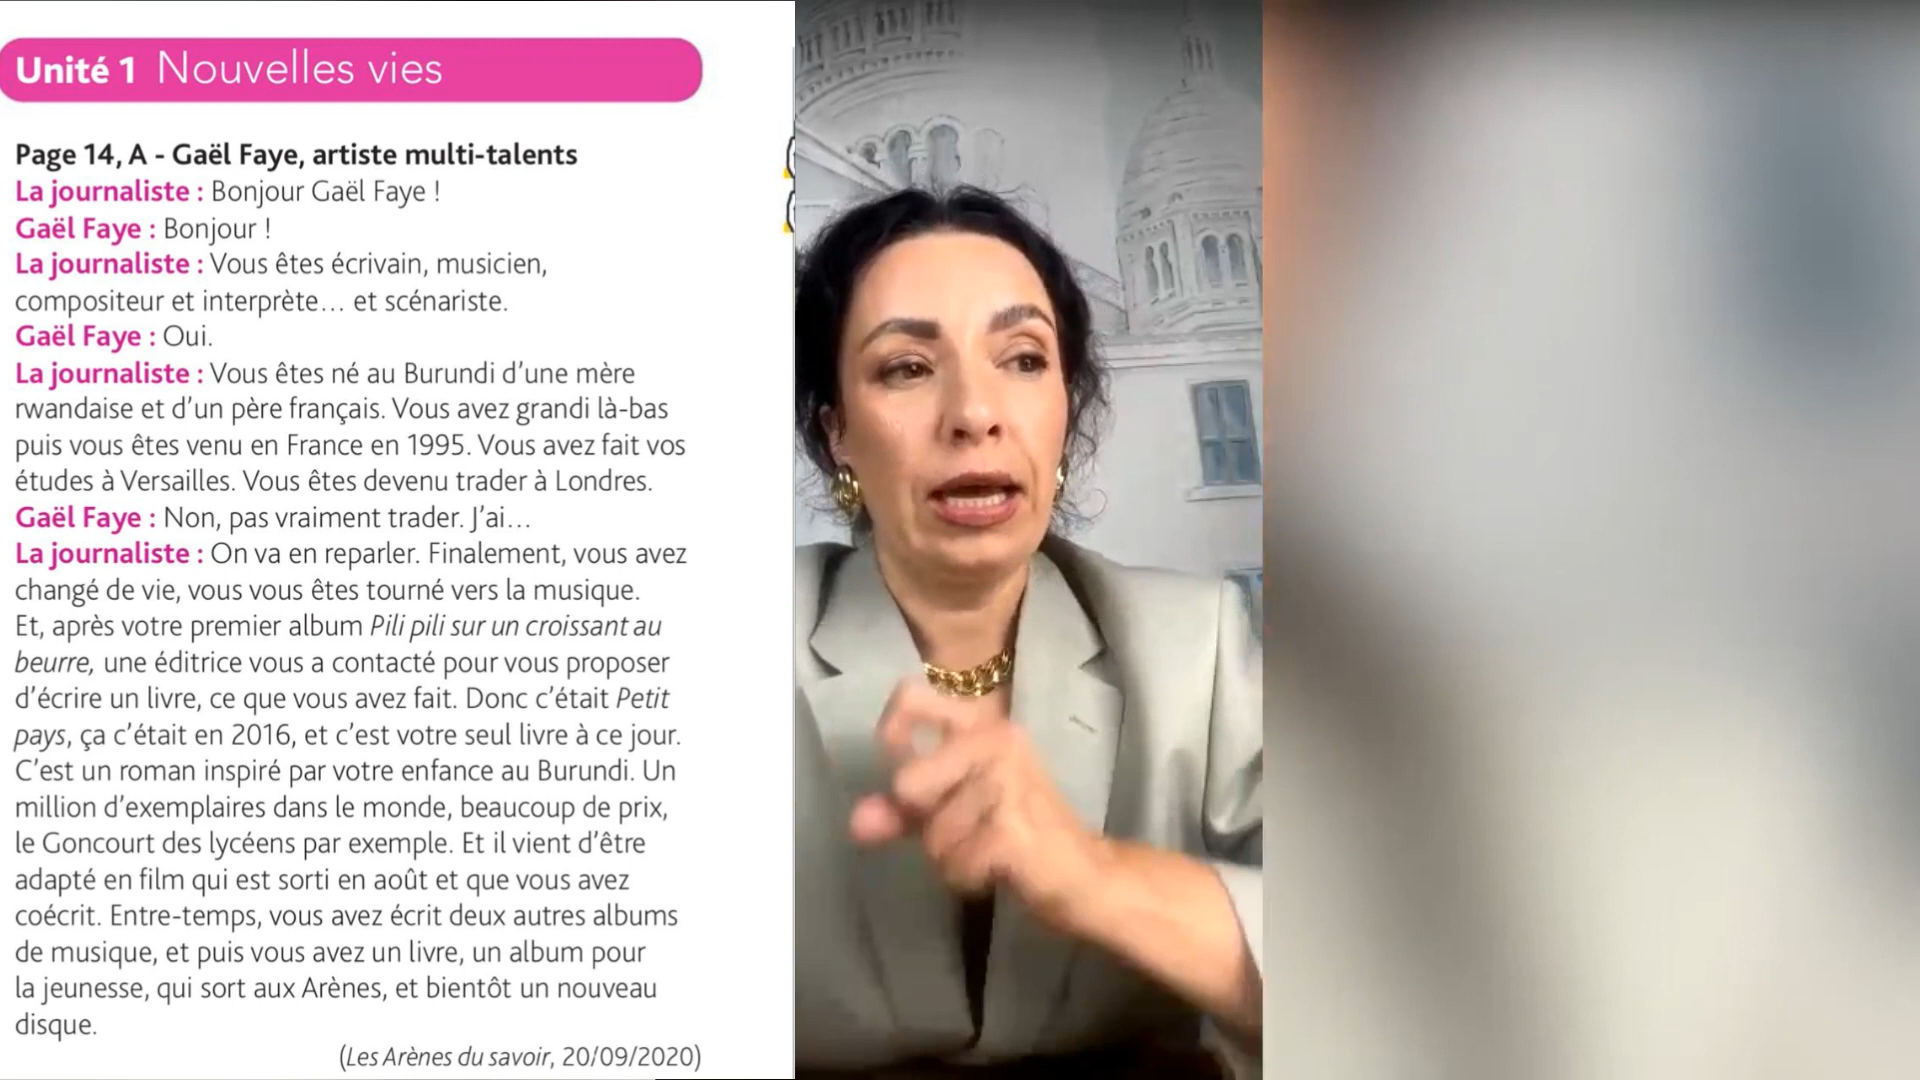 Unité 1 Nouvelles vies
Page 14, A - Gaël Faye, artiste multi-talents
La journaliste : Bonjour Gaël Faye !
Gaël Faye : Bonjour !
La journaliste : Vous êtes écrivain, musicien,
compositeur et interprète… et scénariste.
Gaël Faye : Oui.
La journaliste : Vous êtes né au Burundi d’une mère
rwandaise et d’un père français. Vous avez grandi là-bas
puis vous êtes venu en France en 1995. Vous avez fait vos
études à Versailles. Vous êtes devenu trader à Londres.
Gaël Faye : Non, pas vraiment trader. J’ai…
La journaliste : On va en reparler. Finalement, vous avez
changé de vie, vous vous êtes tourné vers la musique.
Et, après votre premier album Pili pili sur un croissant au
beurre, une éditrice vous a contacté pour vous proposer
d’écrire un livre, ce que vous avez fait. Donc c’était Petit
pays, ça c’était en 2016, et c’est votre seul livre à ce jour.
C’est un roman inspiré par votre enfance au Burundi. Un
million d’exemplaires dans le monde, beaucoup de prix,
le Goncourt des lycéens par exemple. Et il vient d’être
adapté en film qui est sorti en août et que vous avez
coécrit. Entre-temps, vous avez écrit deux autres albums
de musique, et puis vous avez un livre, un album pour
la jeunesse, qui sort aux Arènes, et bientôt un nouveau
disque.
(Les Arènes du savoir, 20/09/2020)